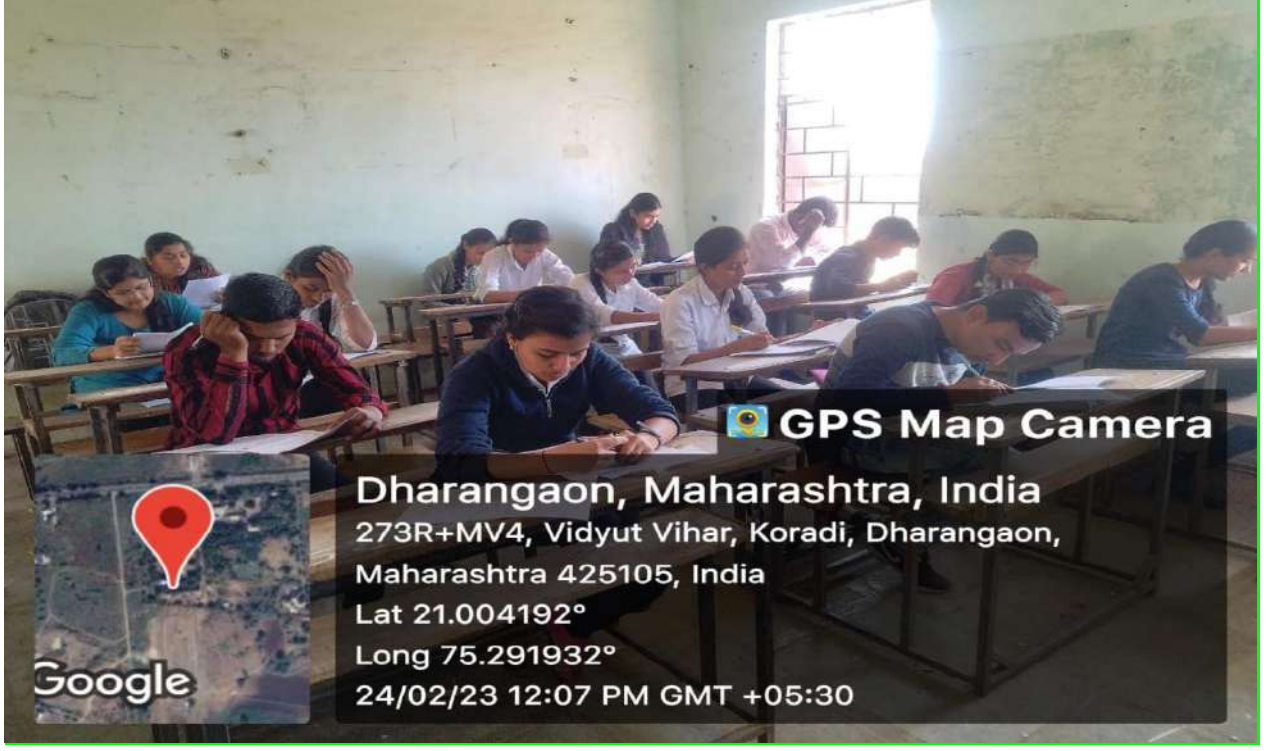 GPS Map Camera
Dharangaon, Maharashtra, India
273R+MV4, Vidyut Vihar, Koradi, Dharangaon,
Maharashtra 425105, India
Lat 21.004192°
Long 75.291932°
24/02/23 12:07 PM GMT +05:30
Google